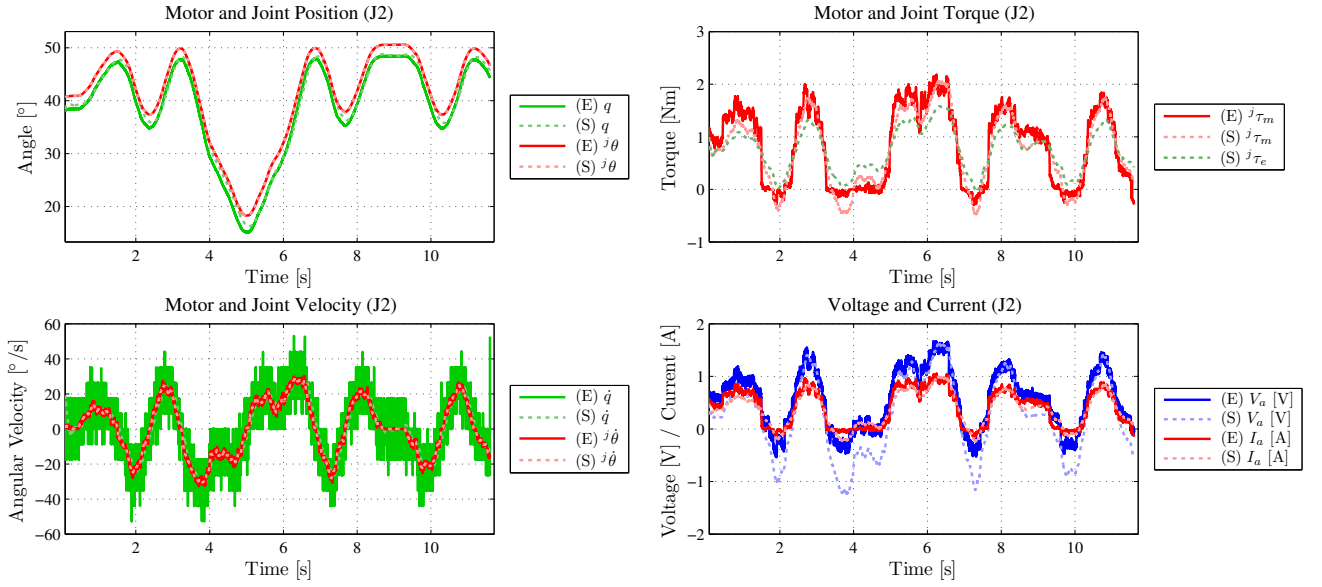 Motor and Joint Position (J2)
50
40
30
20
2 4 6 8 10
Angle [°]
Time [s]
(E) q
(S) q
(E) ʲθ
(S) ʲθ
Motor and Joint Torque (J2)
3
2
1
0
−1
2 4 6 8 10
Torque [Nm]
Time [s]
(E) ʲτₘ
(S) ʲτₘ
(S) ʲτₑ
Motor and Joint Velocity (J2)
60
40
20
0
−20
−40
−60
2 4 6 8 10
Angular Velocity [°/s]
Time [s]
(E) q̇
(S) q̇
(E) ʲθ̇
(S) ʲθ̇
Voltage and Current (J2)
2
1
0
−1
−2
2 4 6 8 10
Voltage [V] / Current [A]
Time [s]
(E) Vₐ [V]
(S) Vₐ [V]
(E) Iₐ [A]
(S) Iₐ [A]